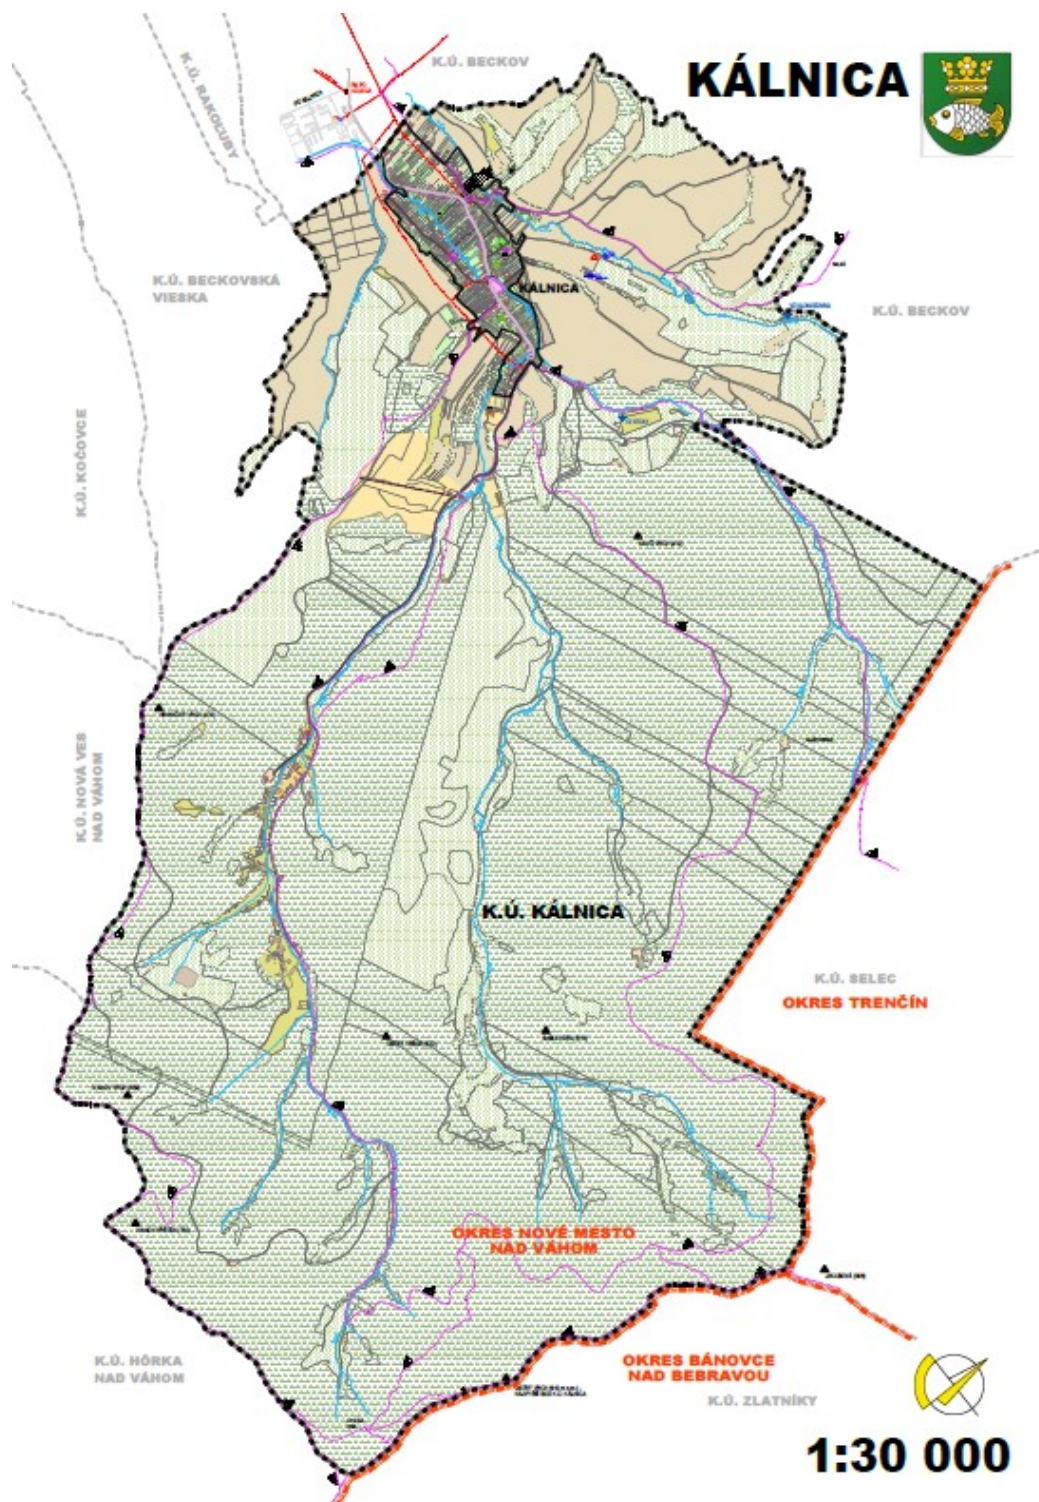 K.Ú. BECKOV
KÁLNICA
K.Ú. RAKOĽUBY
K.Ú. BECKOVSKÁ
VIESKA
KÁLNICA
K.Ú. BECKOV
K.Ú. KOČOVCE
K.Ú. NOVÁ VES
NAD VÁHOM
K.Ú. KÁLNICA
K.Ú. SELEC
OKRES TRENČÍN
OKRES NOVÉ MESTO
NAD VÁHOM
K.Ú. HÔRKA
NAD VÁHOM
OKRES BÁNOVCE
NAD BEBRAVOU
K.Ú. ZLATNÍKY
1:30 000